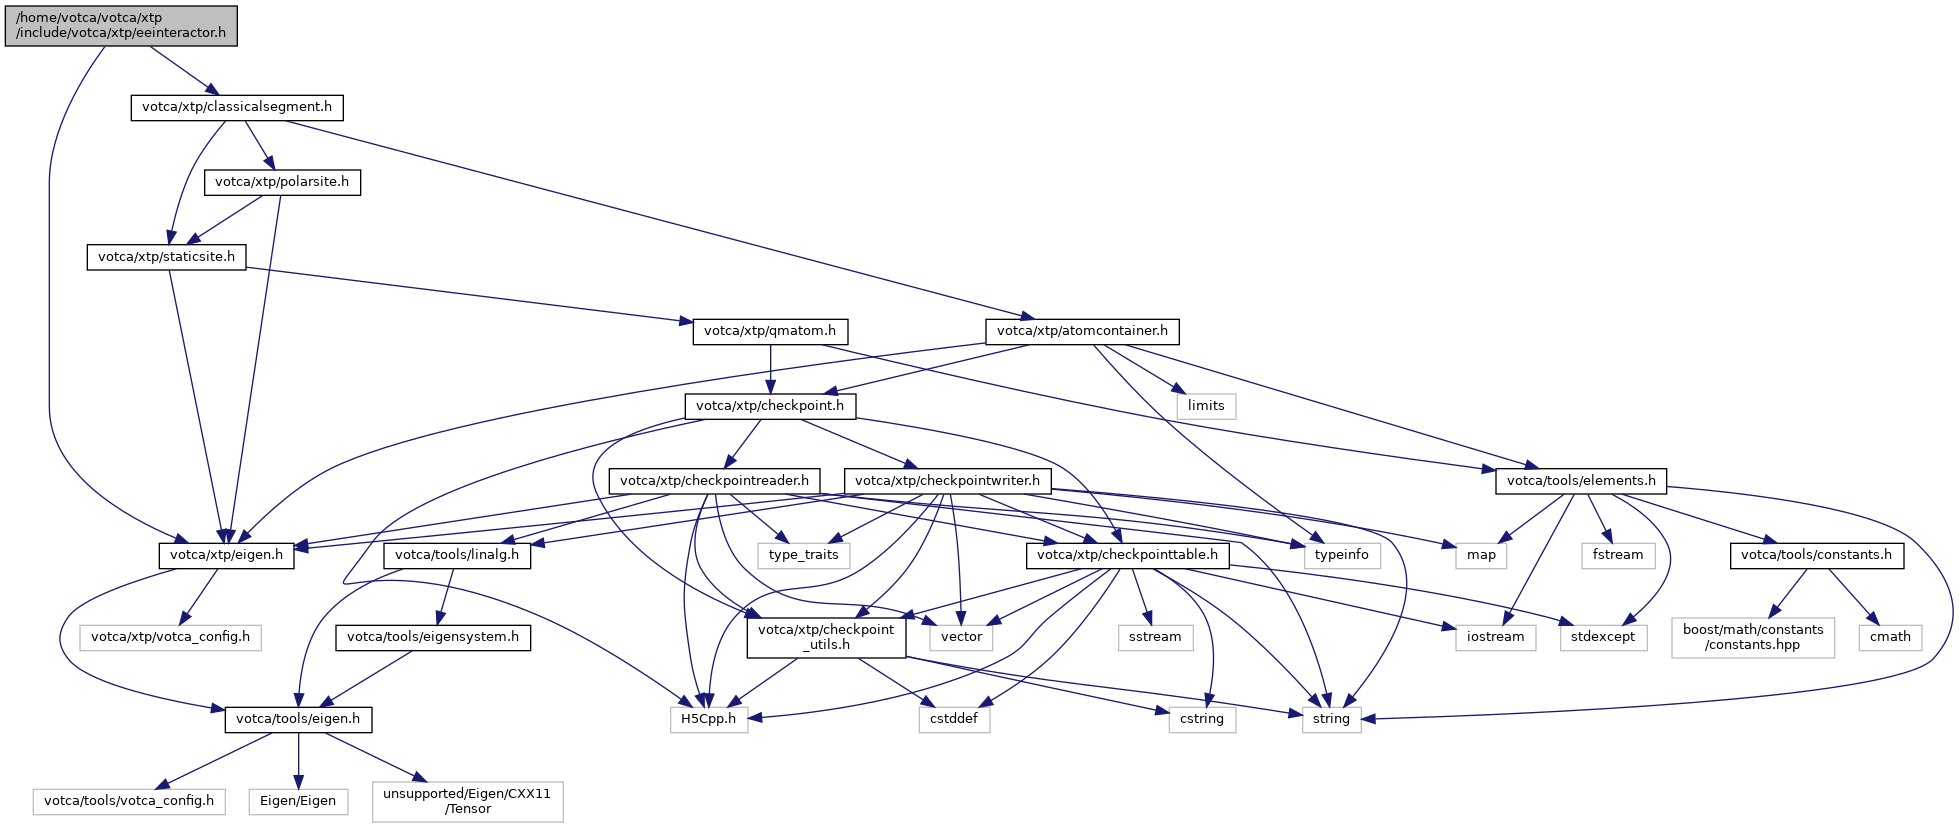 /home/votca/votca/xtp
/include/votca/xtp/eeinteractor.h
votca/xtp/classicalsegment.h
votca/xtp/polarsite.h
votca/xtp/staticsite.h
votca/xtp/qmatom.h
votca/xtp/atomcontainer.h
votca/xtp/checkpoint.h
limits
votca/xtp/checkpointreader.h
votca/xtp/checkpointwriter.h
votca/tools/elements.h
votca/xtp/eigen.h
votca/tools/linalg.h
type_traits
votca/xtp/checkpointtable.h
typeinfo
map
fstream
votca/tools/constants.h
votca/xtp/votca_config.h
votca/tools/eigensystem.h
votca/xtp/checkpoint
_utils.h
vector
sstream
iostream
stdexcept
boost/math/constants
/constants.hpp
cmath
votca/tools/eigen.h
H5Cpp.h
cstddef
cstring
string
votca/tools/votca_config.h
Eigen/Eigen
unsupported/Eigen/CXX11
/Tensor